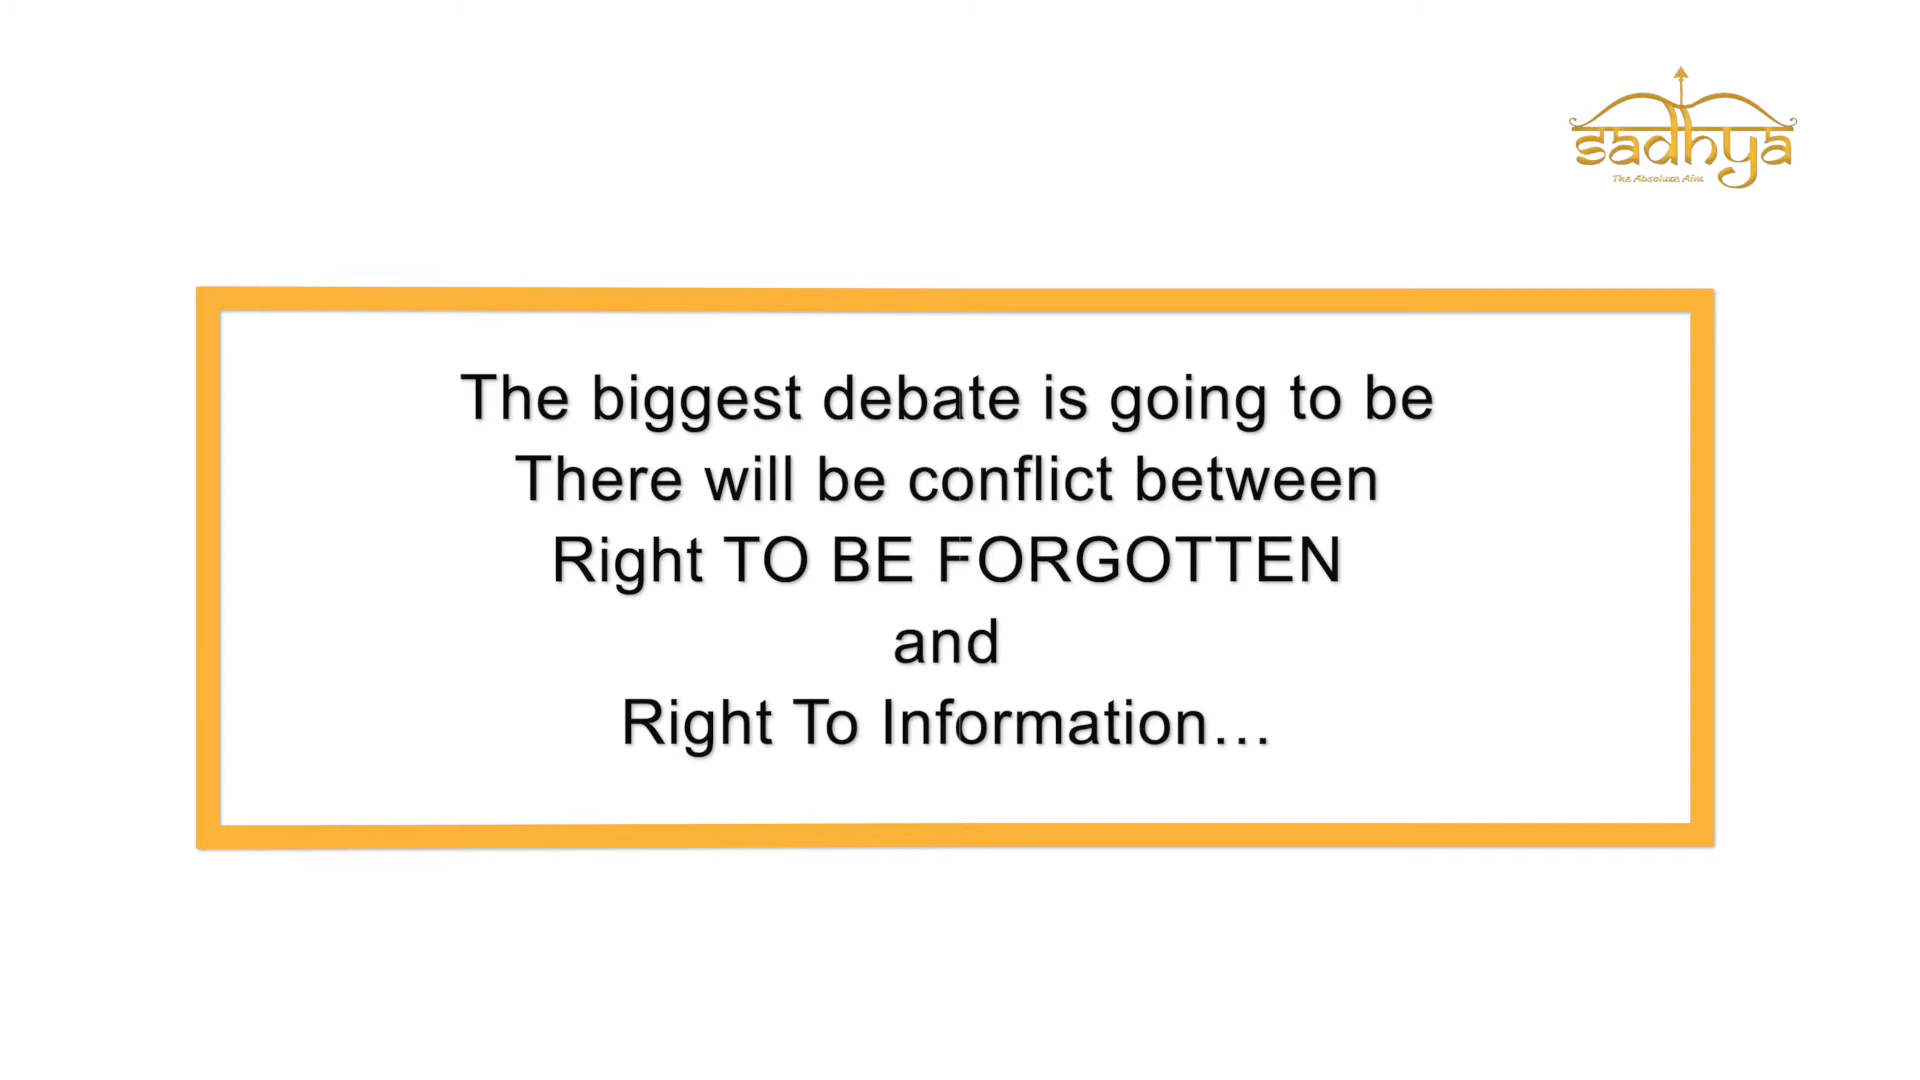 sadhya
The Absolute Aim
The biggest debate is going to be
There will be conflict between
Right TO BE FORGOTTEN
and
Right To Information…